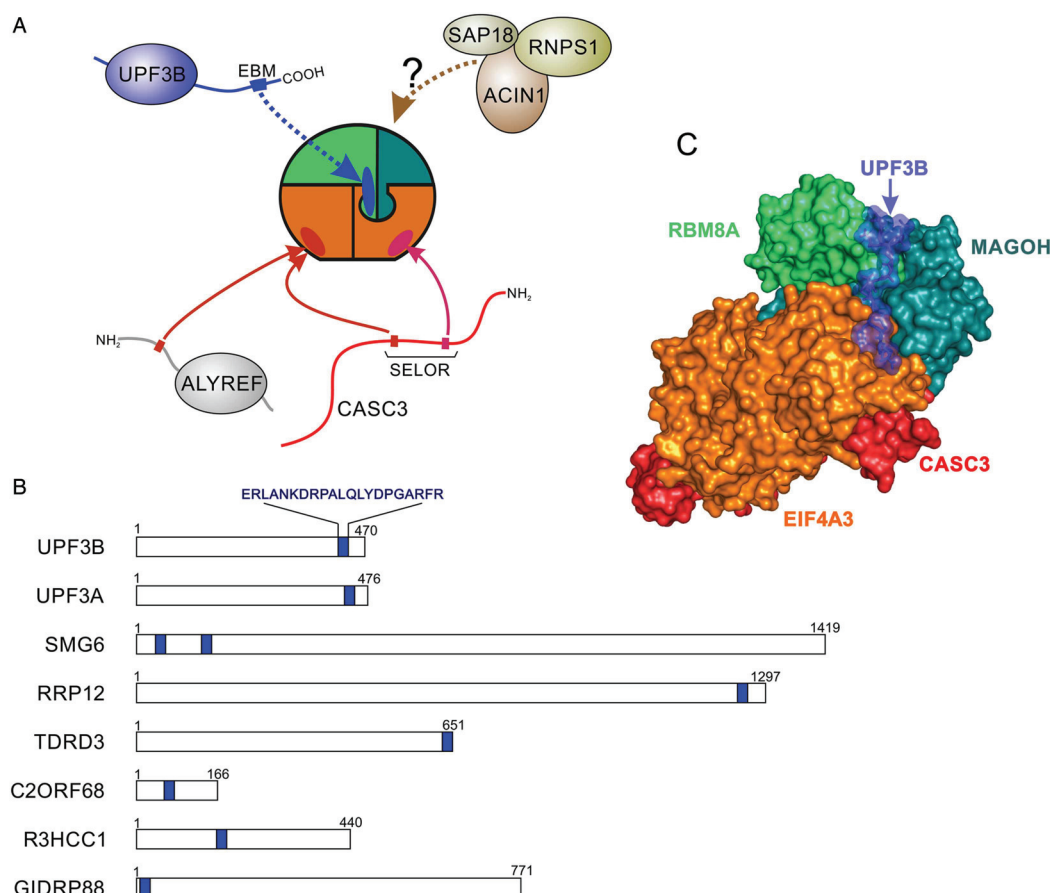 A
UPF3B
EBM
COOH
SAP18
RNPS1
ACIN1
?
C
UPF3B
RBM8A
MAGOH
NH2
NH2
ALYREF
SELOR
CASC3
CASC3
EIF4A3
B
ERLANKDRPALQLYDPGARFR
UPF3B 1 470
UPF3A 1 476
SMG6 1 1419
RRP12 1 1297
TDRD3 1 651
C2ORF68 1 166
R3HCC1 1 440
GIDRP88 1 771